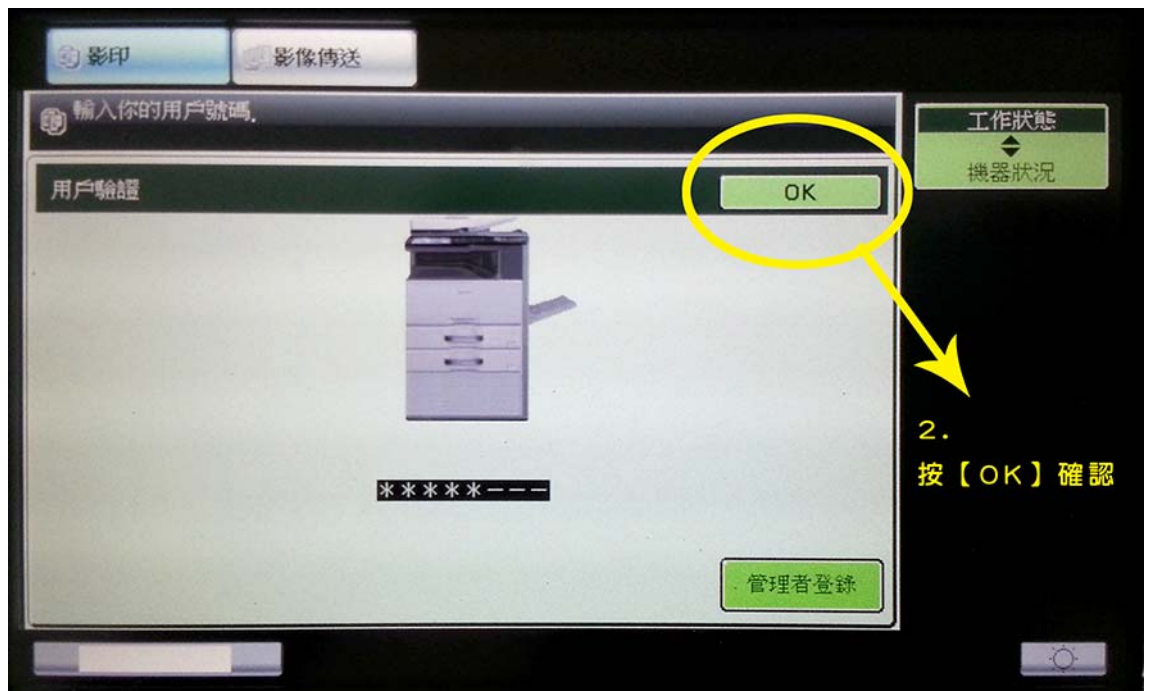 影印
影像傳送
輸入你的用戶號碼.
工作狀態
機器狀況
用戶驗證
OK
*****---
管理者登錄
2.
按【OK】確認